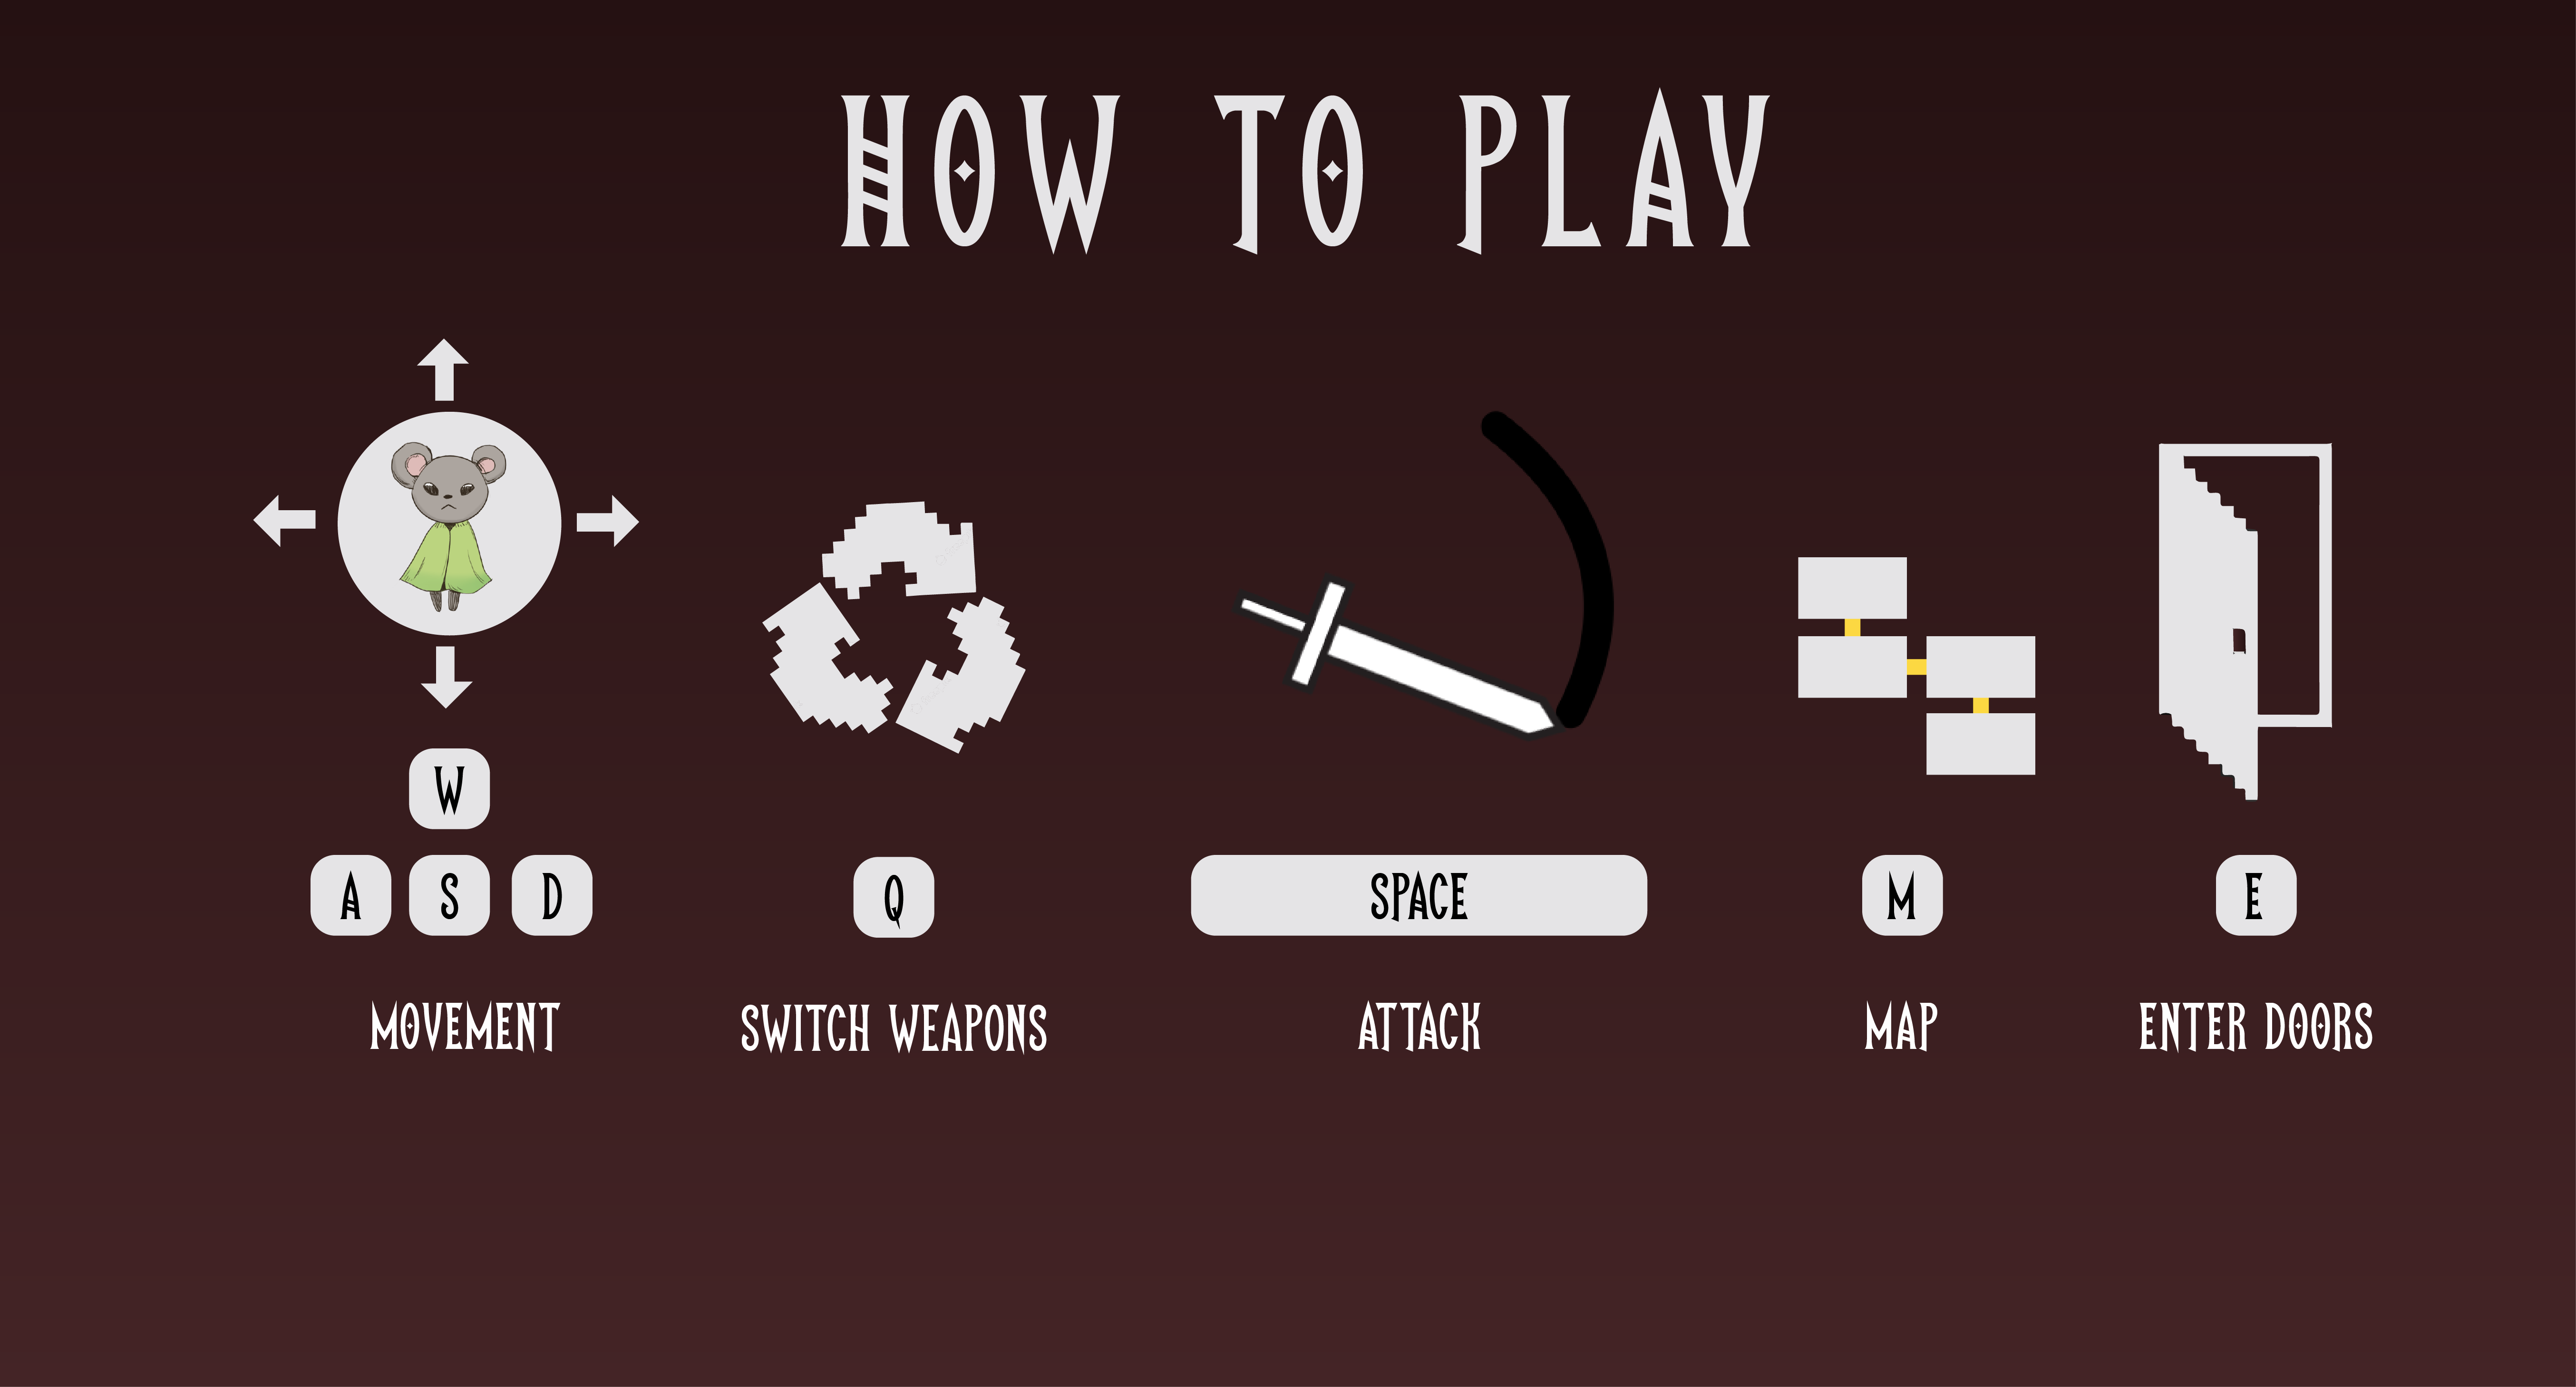 HOW TO PLAY
W
A S D
Q
SPACE
M
E
MOVEMENT
SWITCH WEAPONS
ATTACK
MAP
ENTER DOORS